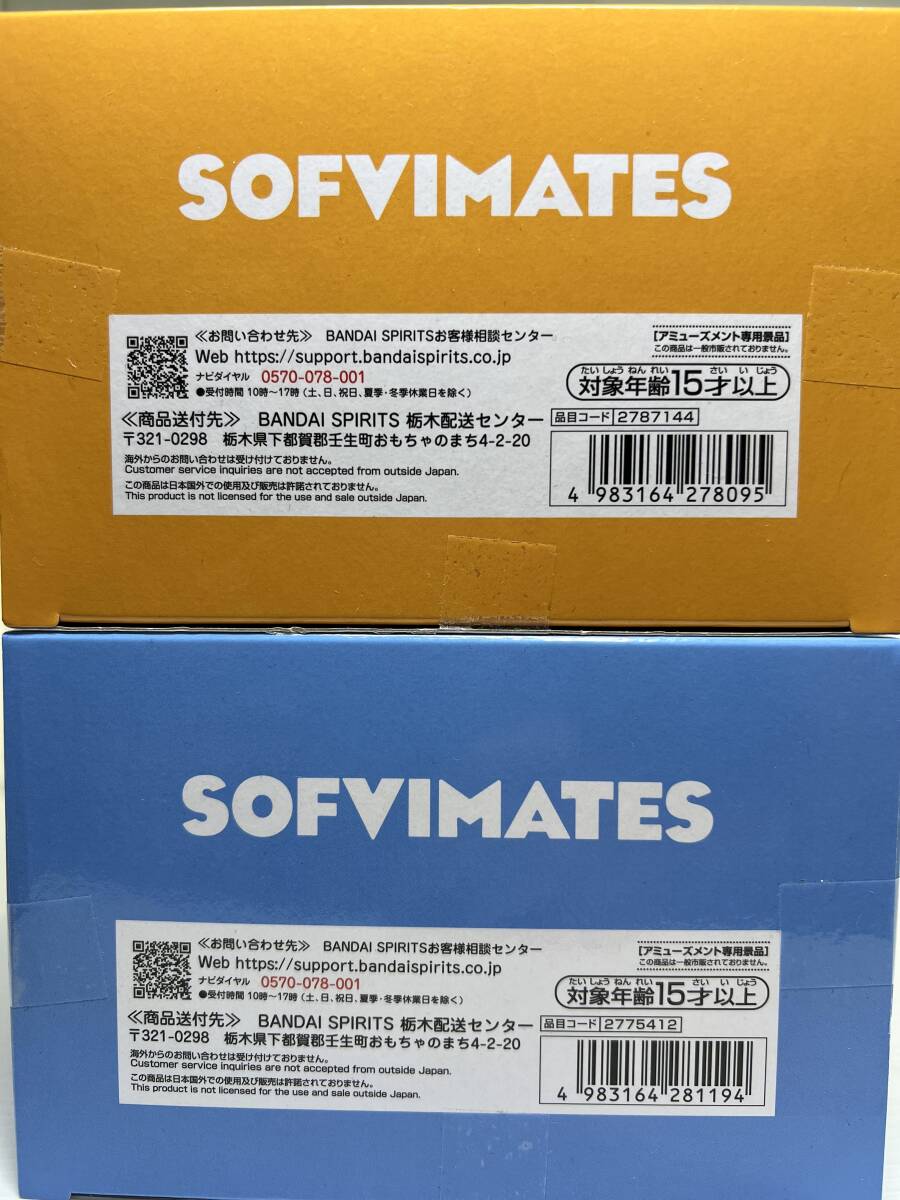 SOFVIMATES
≪お問い合わせ先≫ BANDAI SPIRITSお客様相談センター
Web https://support.bandaispirits.co.jp
ナビダイヤル 0570-078-001
●受付時間 10時～17時(土、日、祝日、夏季・冬季休業日を除く)
≪商品送付先≫ BANDAI SPIRITS 栃木配送センター
〒321-0298 栃木県下都賀郡壬生町おもちゃのまち4-2-20
海外からのお問い合わせは受け付けておりません。
Customer service inquiries are not accepted from outside Japan.
この商品は日本国外での使用及び販売は許諾されておりません。
This product is not licensed for the use and sale outside Japan.
[アミューズメント専用景品]
この商品は一般市販されておりません。
たい しょう ねん れい さい い じょう
対象年齢15才以上
品目コード 2787144
4 983164 278095
SOFVIMATES
≪お問い合わせ先≫ BANDAI SPIRITSお客様相談センター
Web https://support.bandaispirits.co.jp
ナビダイヤル 0570-078-001
●受付時間 10時～17時(土、日、祝日、夏季・冬季休業日を除く)
≪商品送付先≫ BANDAI SPIRITS 栃木配送センター
〒321-0298 栃木県下都賀郡壬生町おもちゃのまち4-2-20
海外からのお問い合わせは受け付けておりません。
Customer service inquiries are not accepted from outside Japan.
この商品は日本国外での使用及び販売は許諾されておりません。
This product is not licensed for the use and sale outside Japan.
[アミューズメント専用景品]
この商品は一般市販されておりません。
たい しょう ねん れい さい い じょう
対象年齢15才以上
品目コード 2775412
4 983164 281194